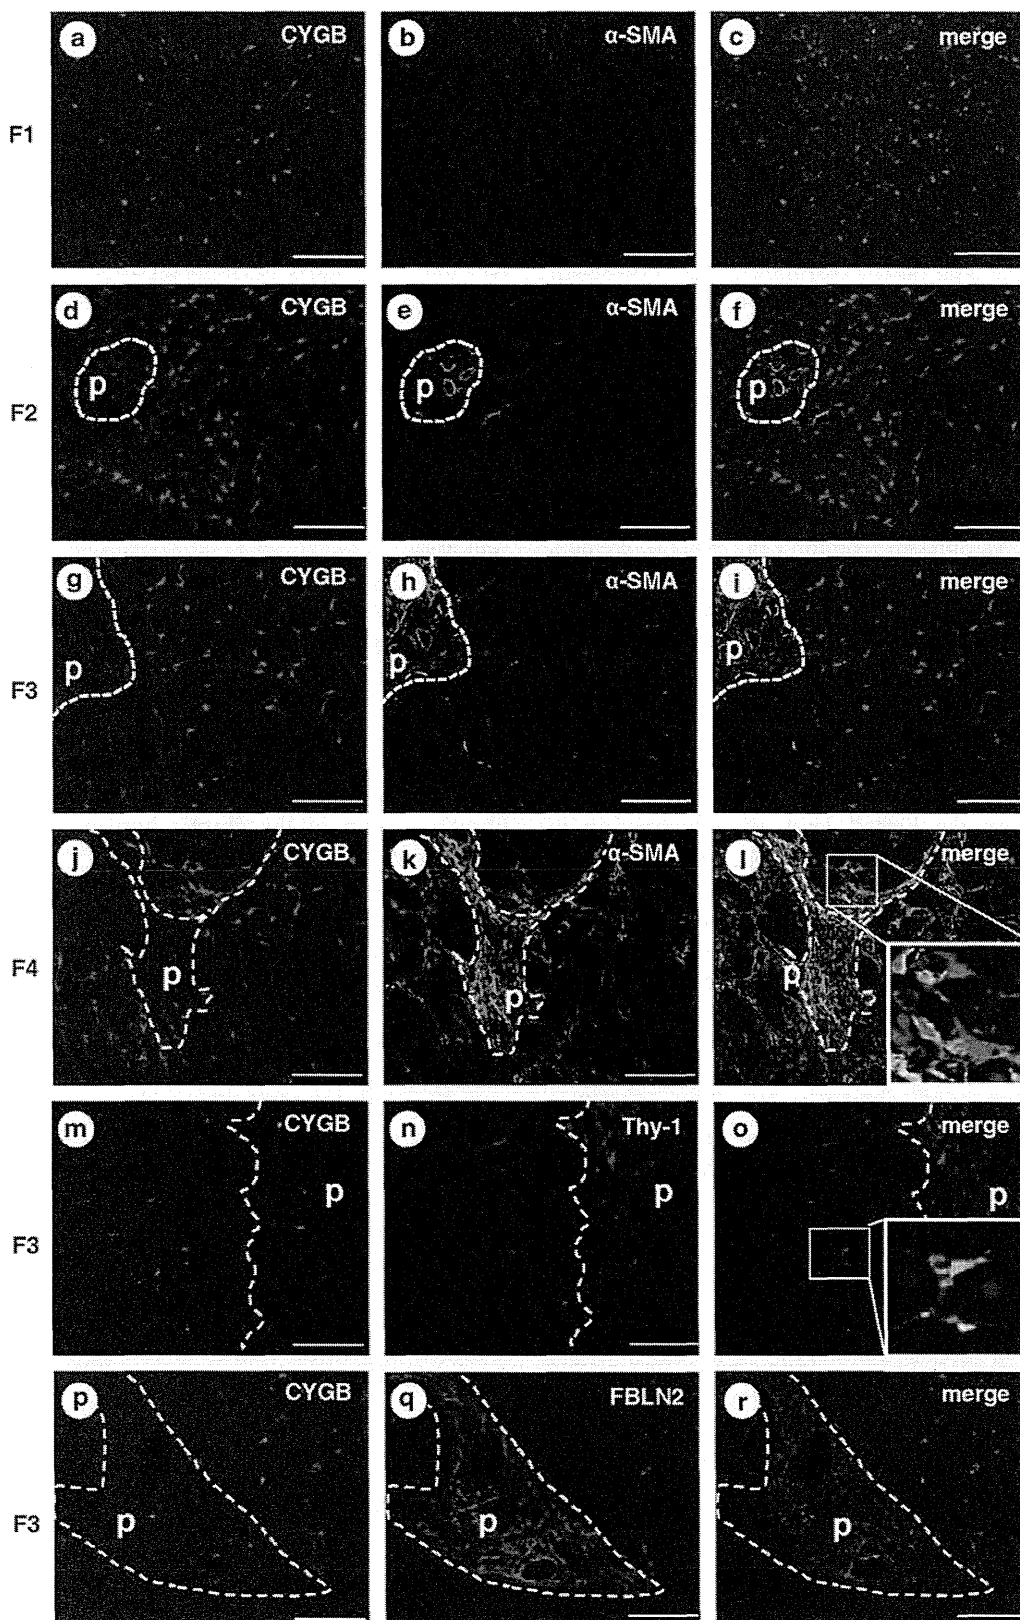 a CYGB b α-SMA c merge
F1
d CYGB e α-SMA f merge
p p p
F2
g CYGB h α-SMA i merge
p p p
F3
j CYGB k α-SMA l merge
p p p
F4
m CYGB n Thy-1 o merge
p p p
F3
p CYGB q FBLN2 r merge
p p p
F3